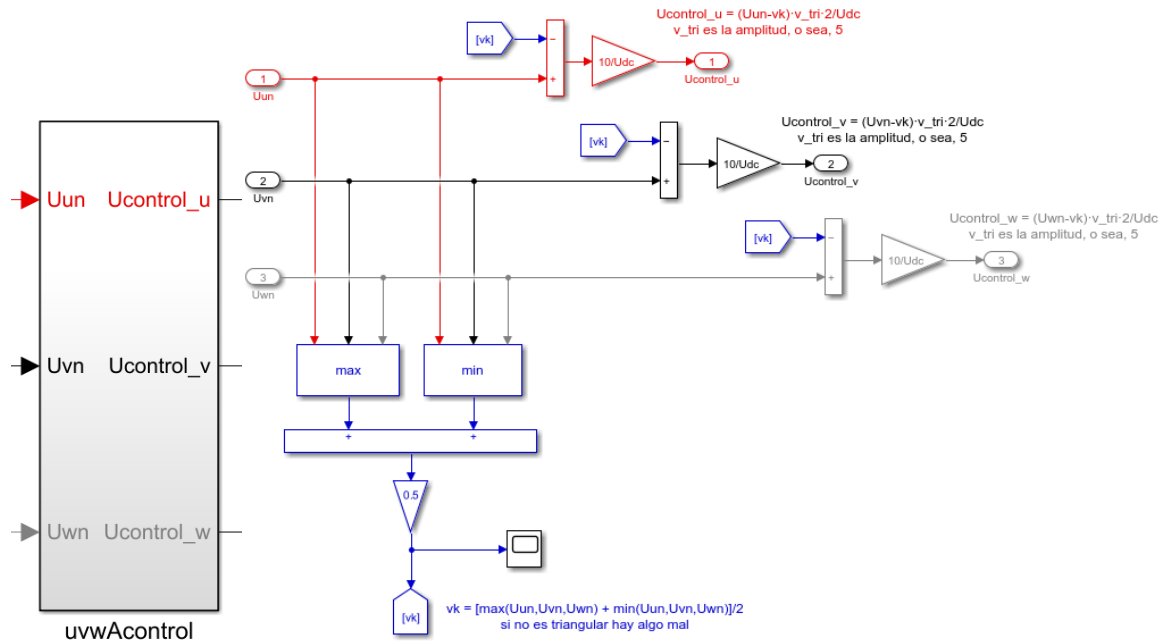 Ucontrol_u = (Uun-vk)·v_tri·2/Udc
v_tri es la amplitud, o sea, 5
[vk]
−
10/Udc
1
Ucontrol_u
1
+
Uun
Ucontrol_v = (Uvn-vk)·v_tri·2/Udc
v_tri es la amplitud, o sea, 5
[vk]
−
10/Udc
2
Ucontrol_v
2
+
Uvn
Uun Ucontrol_u
Ucontrol_w = (Uwn-vk)·v_tri·2/Udc
v_tri es la amplitud, o sea, 5
[vk]
−
10/Udc
3
Ucontrol_w
3
+
Uwn
Uvn Ucontrol_v
max
min
+ +
0.5
Uwn Ucontrol_w
[vk]
vk = [max(Uun,Uvn,Uwn) + min(Uun,Uvn,Uwn)]/2
si no es triangular hay algo mal
uvwAcontrol